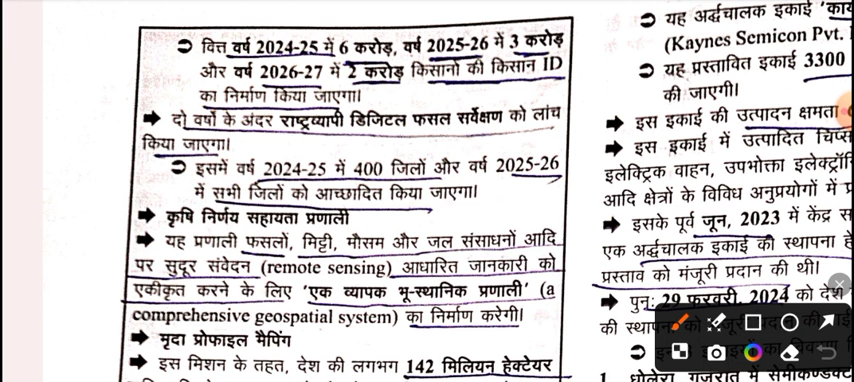 वित्त वर्ष 2024-25 में 6 करोड़, वर्ष 2025-26 में 3 करोड़
और वर्ष 2026-27 में 2 करोड़ किसानों की किसान ID
का निर्माण किया जाएगा।
दो वर्षों के अंदर राष्ट्रव्यापी डिजिटल फसल सर्वेक्षण को लांच
किया जाएगा।
इसमें वर्ष 2024-25 में 400 जिलों और वर्ष 2025-26
में सभी जिलों को आच्छादित किया जाएगा।
कृषि निर्णय सहायता प्रणाली
यह प्रणाली फसलों, मिट्टी, मौसम और जल संसाधनों आदि
पर सुदूर संवेदन (remote sensing) आधारित जानकारी को
एकीकृत करने के लिए 'एक व्यापक भू-स्थानिक प्रणाली' (a
comprehensive geospatial system) का निर्माण करेगी।
मृदा प्रोफाइल मैपिंग
इस मिशन के तहत, देश की लगभग 142 मिलियन हेक्टेयर
यह अर्द्धचालक इकाई
(Kaynes Semicon Pvt.
यह प्रस्तावित इकाई 3300
की जाएगी।
इस इकाई की उत्पादन क्षमता
इस इकाई में उत्पादित चिप्स
इलेक्ट्रिक वाहन, उपभोक्ता
आदि क्षेत्रों के विविध अनुप्रयोगों में
इसके पूर्व जून, 2023 में केंद्र
एक अर्द्धचालक इकाई की स्थापना
प्रस्ताव को मंजूरी प्रदान की थी।
पुनः 29 फरवरी, 2024 को देश
की
1. धोलेरा, गुजरात में